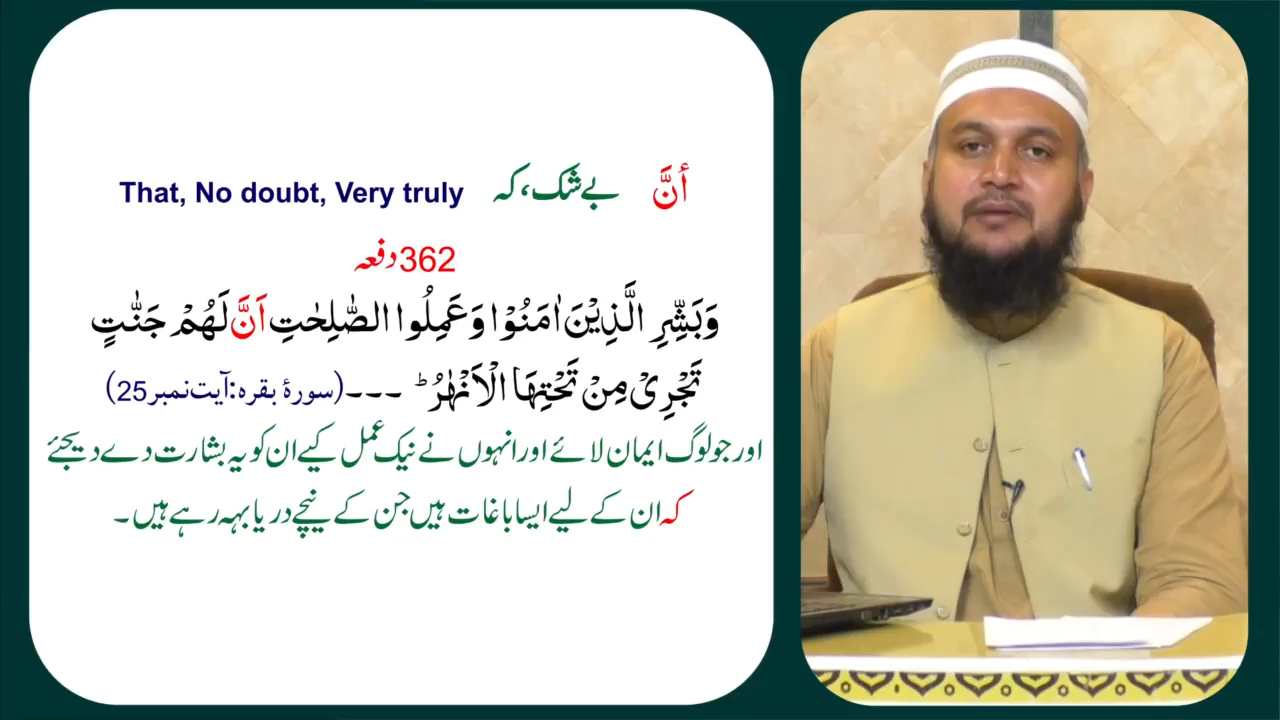 أنَّ بے شک، کہ That, No doubt, Very truly
362 دفعہ
وَبَشِّرِ الَّذِیْنَ اٰمَنُوْا وَعَمِلُوا الصّٰلِحٰتِ اَنَّ لَهُمْ جَنّٰتٍ
تَجْرِیْ مِنْ تَحْتِهَا الْاَنْهٰرُ ؕ ۔۔۔(سورۂ بقرہ:آیت نمبر25)
اور جو لوگ ایمان لائے اور انہوں نے نیک عمل کیے ان کو یہ بشارت دے دیجئے
کہ ان کے لیے ایسا باغات ہیں جن کے نیچے دریا بہہ رہے ہیں۔